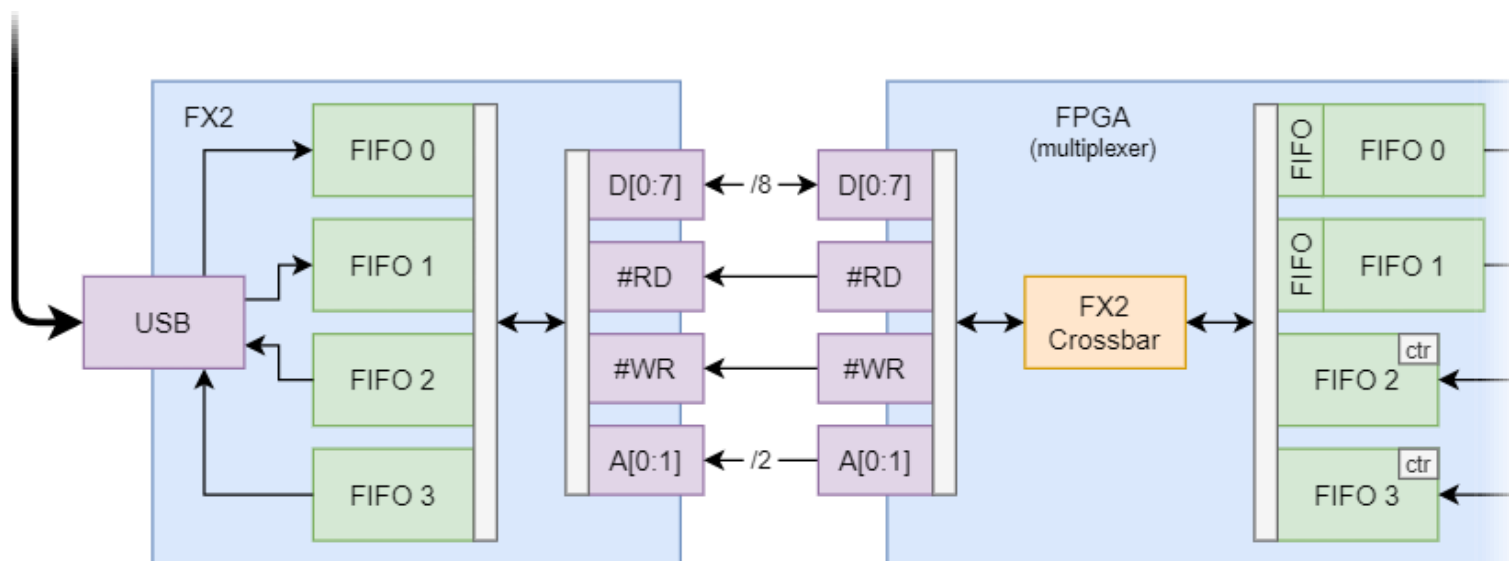 FX2
FIFO 0
FIFO 1
FIFO 2
FIFO 3
USB
D[0:7]
#RD
#WR
A[0:1]
/8
/2
D[0:7]
#RD
#WR
A[0:1]
FPGA
(multiplexer)
FX2
Crossbar
FIFO
FIFO 0
FIFO
FIFO 1
ctr
FIFO 2
ctr
FIFO 3